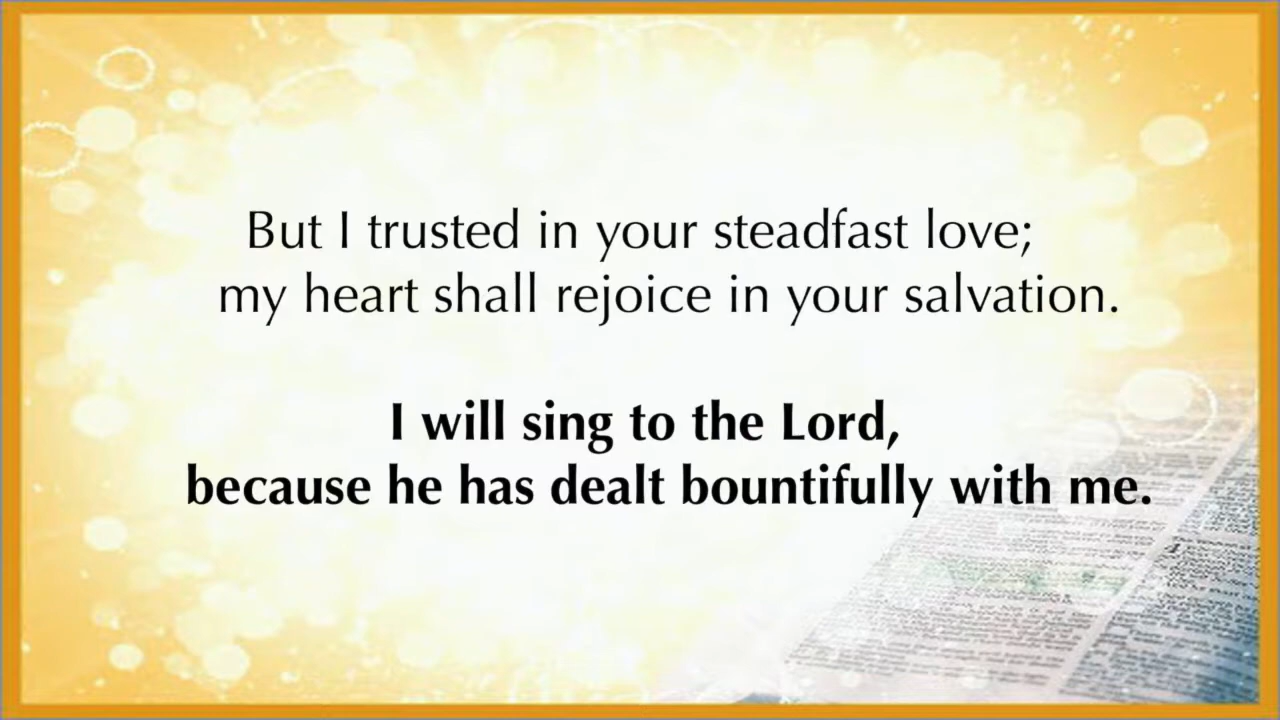 But I trusted in your steadfast love;
my heart shall rejoice in your salvation.
I will sing to the Lord,
because he has dealt bountifully with me.